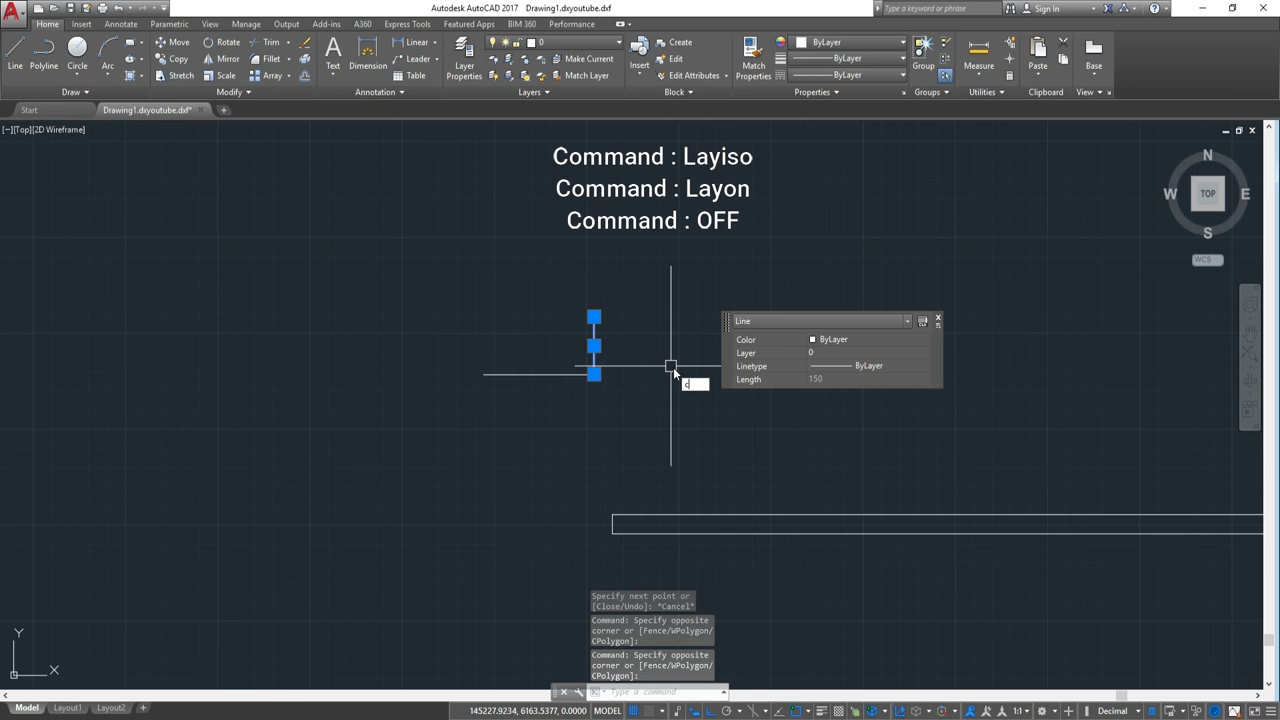 Autodesk AutoCAD 2017 Drawing1.dxyoutube.dxf
Type a keyword or phrase
Sign In
Home Insert Annotate Parametric View Manage Output Add-ins A360 Express Tools Featured Apps BIM 360 Performance
Line Polyline Circle Arc
Move Rotate Trim
Copy Mirror Fillet
Stretch Scale Array
Text Dimension
Linear
Leader
Table
Layer Properties
0
Make Current
Match Layer
Insert
Create
Edit
Edit Attributes
Match Properties
ByLayer
ByLayer
ByLayer
Group
Measure
Paste
Base
Draw Modify Annotation Layers Block Properties Groups Utilities Clipboard View
Start Drawing1.dxyoutube.dxf*
[−][Top][2D Wireframe]
Command : Layiso
Command : Layon
Command : OFF
N
W TOP E
S
WCS
Line
Color ByLayer
Layer 0
Linetype ByLayer
Length 150
c
Specify next point or
[Close/Undo]: *Cancel*
Command: Specify opposite
corner or [Fence/WPolygon/
CPolygon]:
Command: Specify opposite
corner or [Fence/WPolygon/
CPolygon]:
Y
X
Type a command
Model Layout1 Layout2
145227.9234, 6163.5377, 0.0000 MODEL 1:1 Decimal